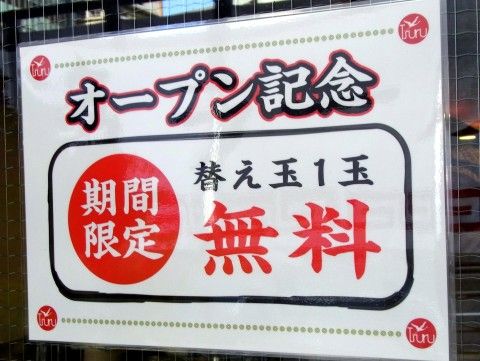 オープン記念
期間
限定
替え玉1玉
無料